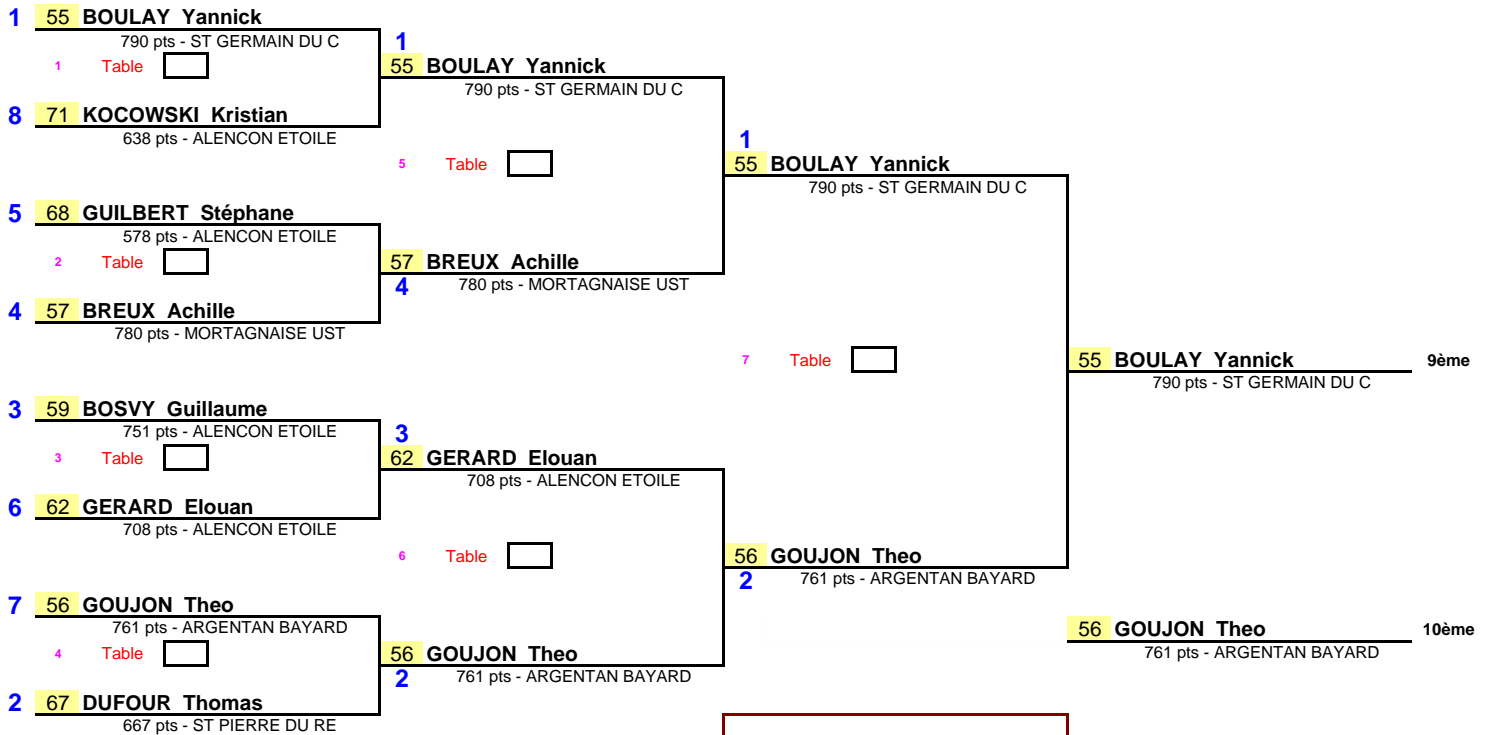 1 55 BOULAY Yannick
790 pts - ST GERMAIN DU C
1 Table
8 71 KOCOWSKI Kristian
638 pts - ALENCON ETOILE
5 68 GUILBERT Stéphane
578 pts - ALENCON ETOILE
2 Table
4 57 BREUX Achille
780 pts - MORTAGNAISE UST
3 59 BOSVY Guillaume
751 pts - ALENCON ETOILE
3 Table
6 62 GERARD Elouan
708 pts - ALENCON ETOILE
7 56 GOUJON Theo
761 pts - ARGENTAN BAYARD
4 Table
2 67 DUFOUR Thomas
667 pts - ST PIERRE DU RE
1
55 BOULAY Yannick
790 pts - ST GERMAIN DU C
5 Table
57 BREUX Achille
4 780 pts - MORTAGNAISE UST
3
62 GERARD Elouan
708 pts - ALENCON ETOILE
6 Table
56 GOUJON Theo
2 761 pts - ARGENTAN BAYARD
1
55 BOULAY Yannick
790 pts - ST GERMAIN DU C
7 Table
56 GOUJON Theo
2 761 pts - ARGENTAN BAYARD
55 BOULAY Yannick 9ème
790 pts - ST GERMAIN DU C
56 GOUJON Theo 10ème
761 pts - ARGENTAN BAYARD